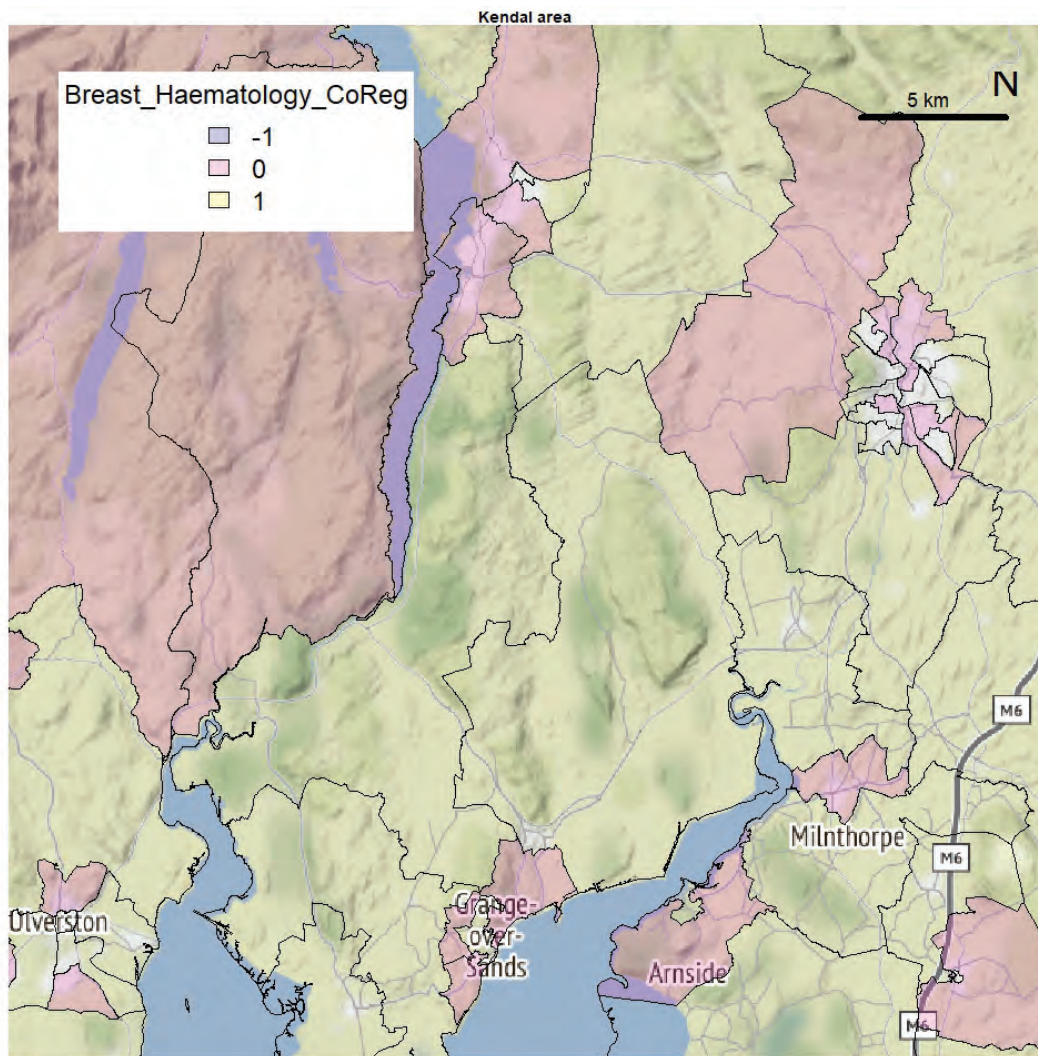 Kendal area
Breast_Haematology_CoReg
-1
0
1
N
5 km
M6
Milnthorpe
M6
Ulverston
Grange-
over-
Sands
Arnside
M6